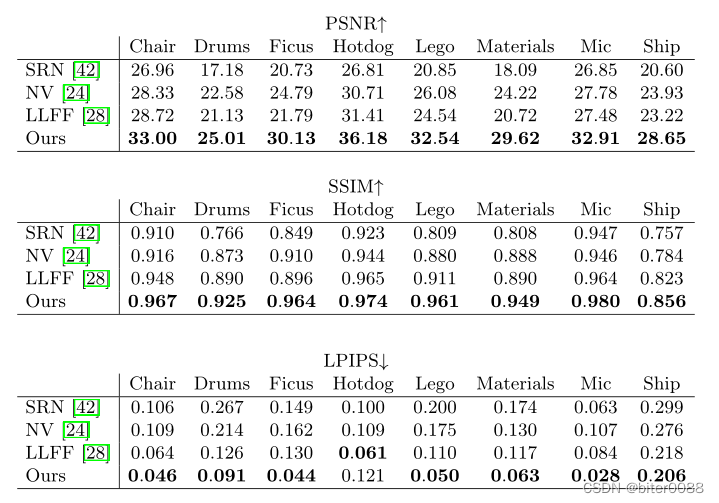 PSNR↑
Chair Drums Ficus Hotdog Lego Materials Mic Ship
SRN [42] 26.96 17.18 20.73 26.81 20.85 18.09 26.85 20.60
NV [24] 28.33 22.58 24.79 30.71 26.08 24.22 27.78 23.93
LLFF [28] 28.72 21.13 21.79 31.41 24.54 20.72 27.48 23.22
Ours 33.00 25.01 30.13 36.18 32.54 29.62 32.91 28.65
SSIM↑
Chair Drums Ficus Hotdog Lego Materials Mic Ship
SRN [42] 0.910 0.766 0.849 0.923 0.809 0.808 0.947 0.757
NV [24] 0.916 0.873 0.910 0.944 0.880 0.888 0.946 0.784
LLFF [28] 0.948 0.890 0.896 0.965 0.911 0.890 0.964 0.823
Ours 0.967 0.925 0.964 0.974 0.961 0.949 0.980 0.856
LPIPS↓
Chair Drums Ficus Hotdog Lego Materials Mic Ship
SRN [42] 0.106 0.267 0.149 0.100 0.200 0.174 0.063 0.299
NV [24] 0.109 0.214 0.162 0.109 0.175 0.130 0.107 0.276
LLFF [28] 0.064 0.126 0.130 0.061 0.110 0.117 0.084 0.218
Ours 0.046 0.091 0.044 0.121 0.050 0.063 0.028 0.206
CSDN @biter0088